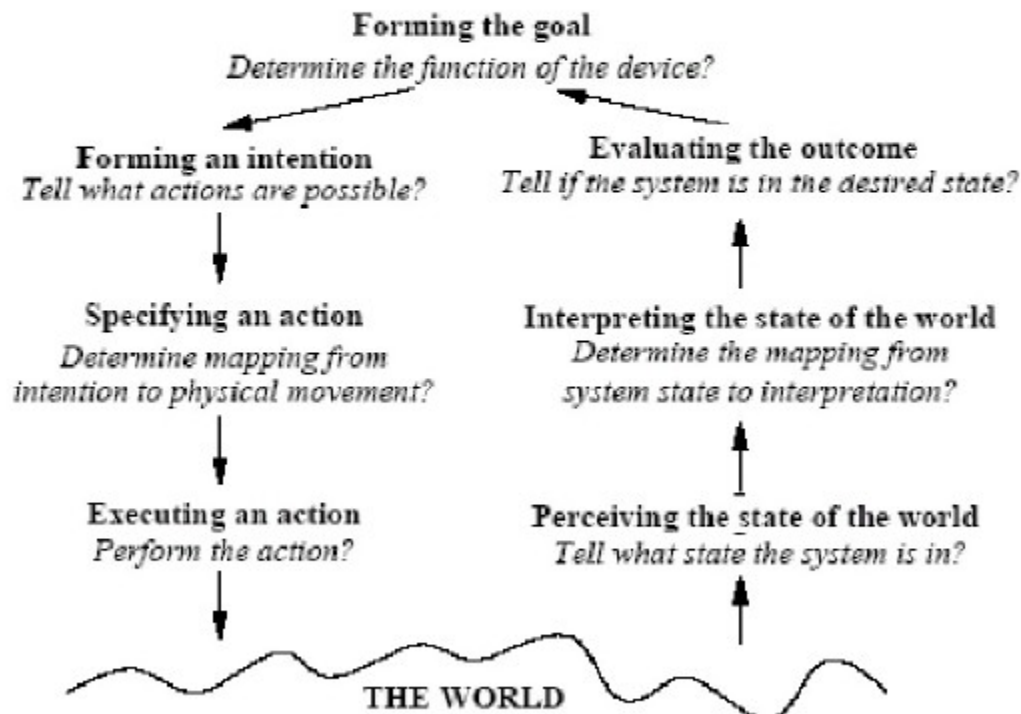 Forming the goal
Determine the function of the device?
Forming an intention
Tell what actions are possible?
Evaluating the outcome
Tell if the system is in the desired state?
Specifying an action
Determine mapping from
intention to physical movement?
Interpreting the state of the world
Determine the mapping from
system state to interpretation?
Executing an action
Perform the action?
Perceiving the state of the world
Tell what state the system is in?
THE WORLD